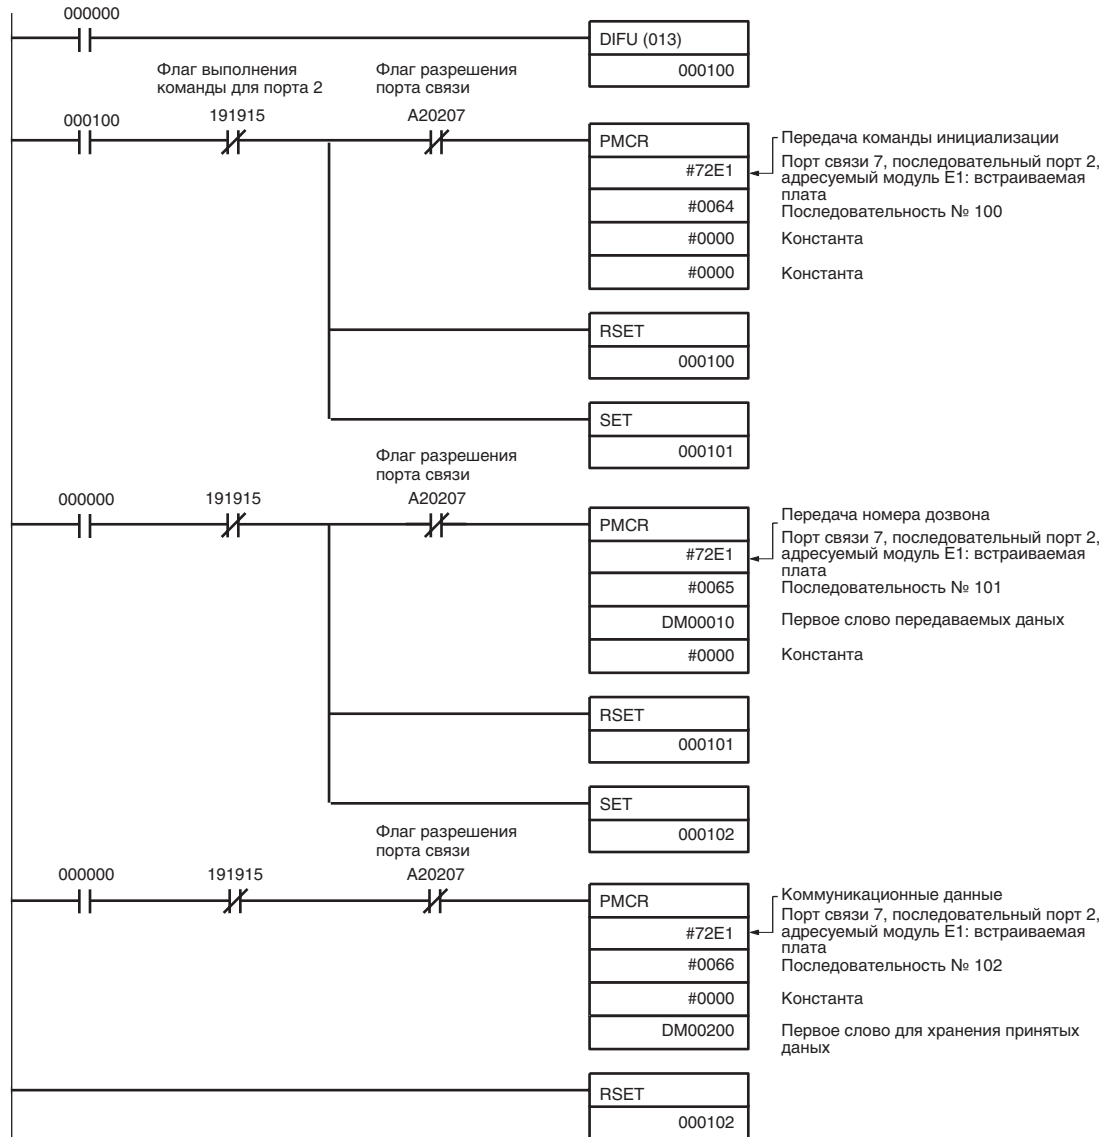 000000
DIFU (013)
000100
Флаг выполнения
команды для порта 2
Флаг разрешения
порта связи
000100
191915
A20207
PMCR
#72E1
#0064
#0000
#0000
Передача команды инициализации
Порт связи 7, последовательный порт 2,
адресуемый модуль E1: встраиваемая
плата
Последовательность № 100
Константа
Константа
RSET
000100
SET
000101
Флаг разрешения
порта связи
000000
191915
A20207
PMCR
#72E1
#0065
DM00010
#0000
Передача номера дозвона
Порт связи 7, последовательный порт 2,
адресуемый модуль E1: встраиваемая
плата
Последовательность № 101
Первое слово передаваемых даных
Константа
RSET
000101
SET
000102
Флаг разрешения
порта связи
000000
191915
A20207
PMCR
#72E1
#0066
#0000
DM00200
Коммуникационные данные
Порт связи 7, последовательный порт 2,
адресуемый модуль E1: встраиваемая
плата
Последовательность № 102
Константа
Первое слово для хранения принятых
даных
RSET
000102